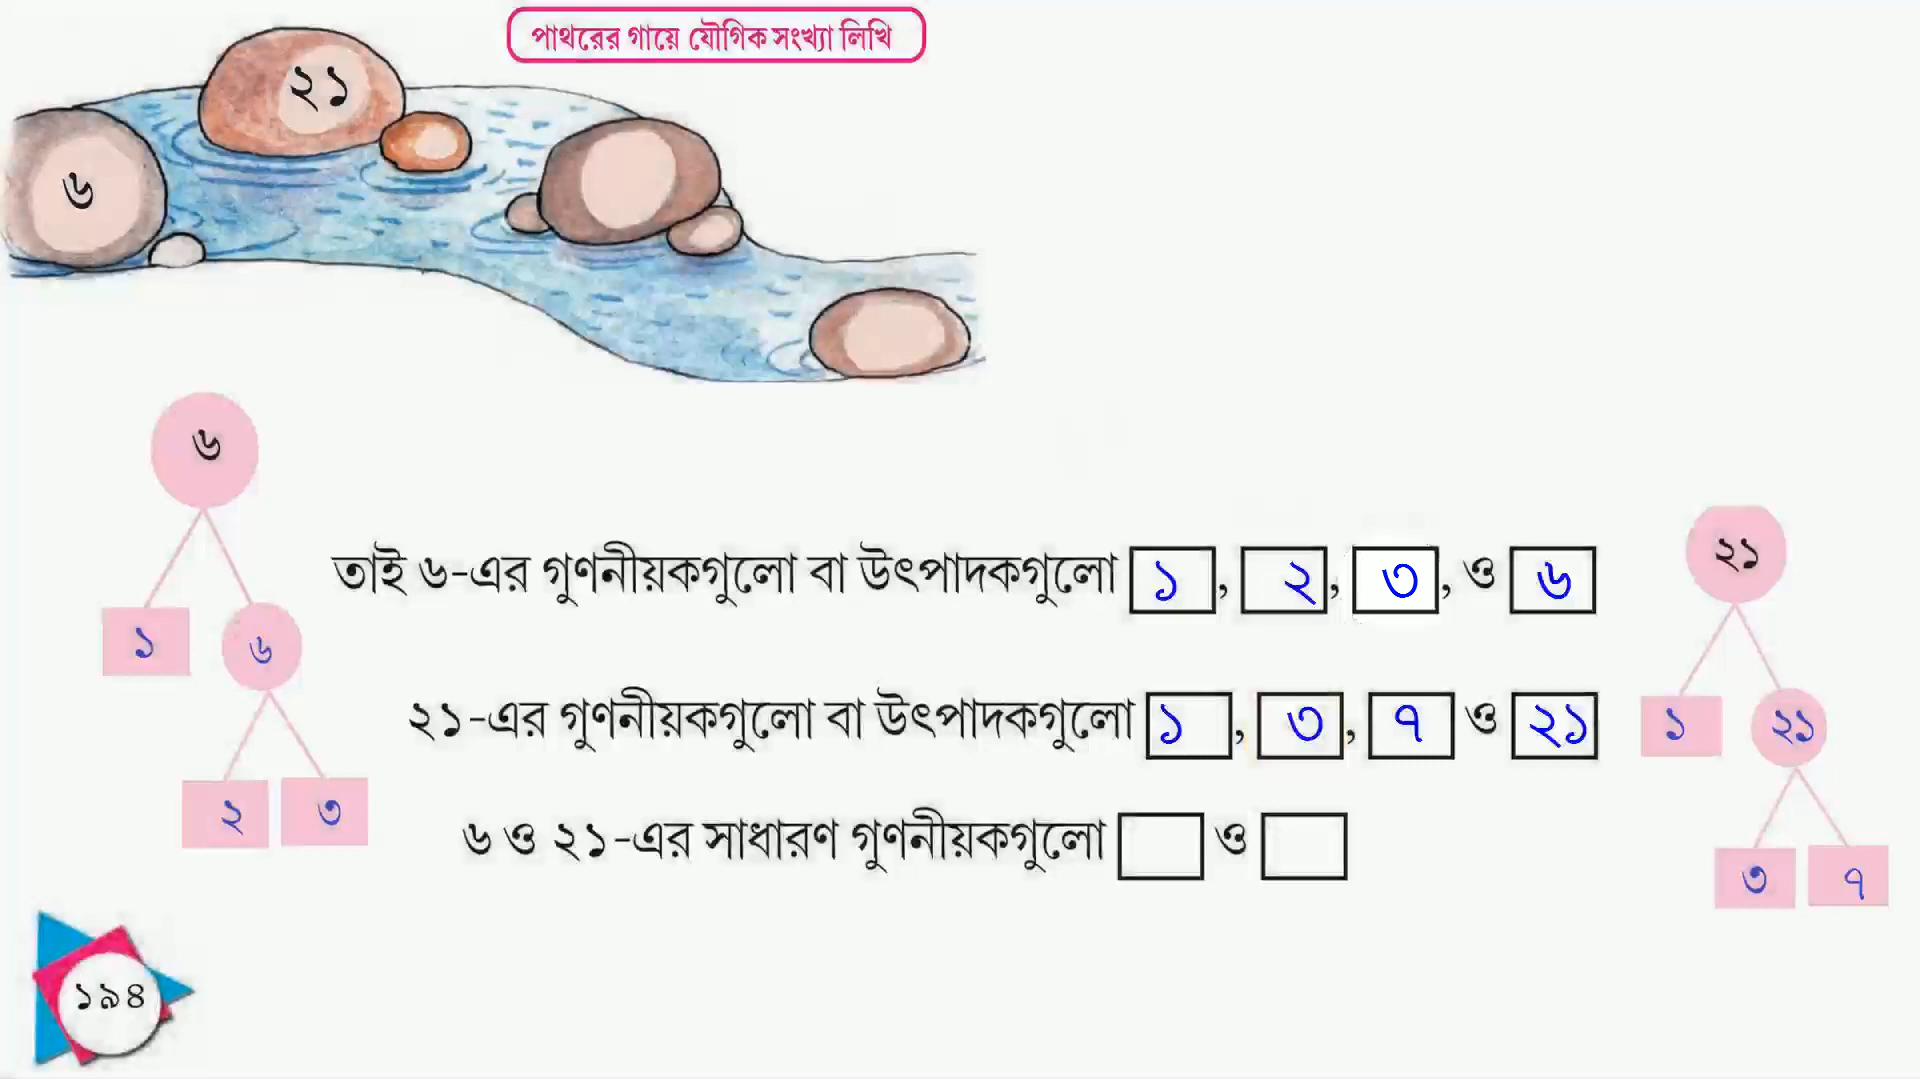 পাথরের গায়ে যৌগিক সংখ্যা লিখি
২১
৬
৬
১ ৬
২ ৩
তাই ৬-এর গুণনীয়কগুলো বা উৎপাদকগুলো ১, ২, ৩, ও ৬
২১-এর গুণনীয়কগুলো বা উৎপাদকগুলো ১, ৩, ৭ ও ২১
৬ ও ২১-এর সাধারণ গুণনীয়কগুলো ও
২১
১ ২১
৩ ৭
১৯৪